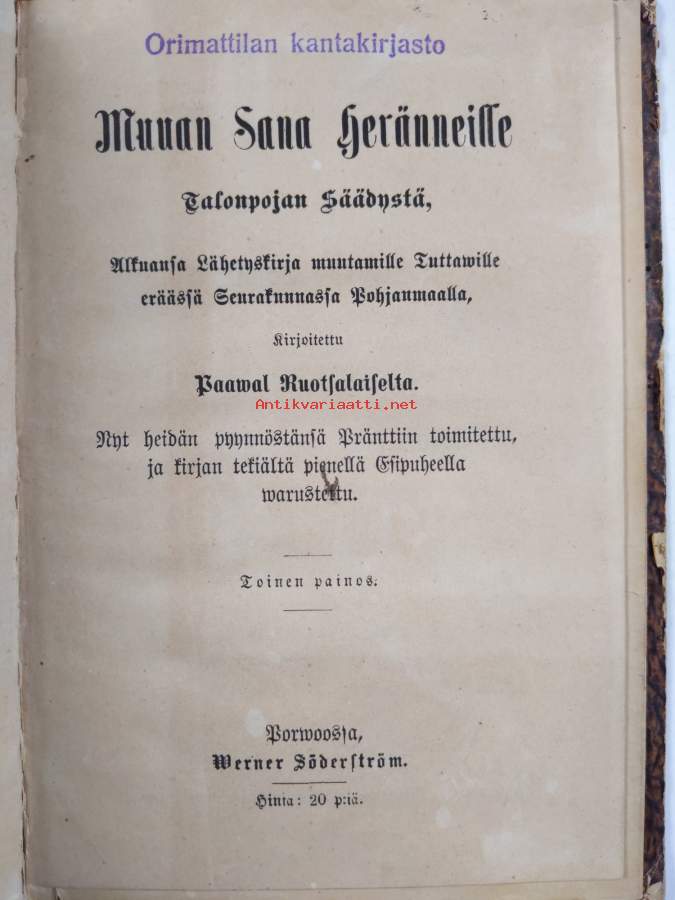 Orimattilan kantakirjasto
Muuan Sana Heränneille
Talonpojan Säädystä,
Alkuansa Lähetyskirja muutamille Tuttawille
eräässä Seurakunnassa Pohjanmaalla,
Kirjoitettu
Paawal Ruotsalaiselta.
Antikvariaatti.net
Nyt heidän pyynnöstänsä Pränttiin toimitettu,
ja kirjan tekiältä pienellä Esipuheella
warustettu.
Toinen painos.
Porwoossa,
Werner Söderström.
Hinta: 20 p:iä.